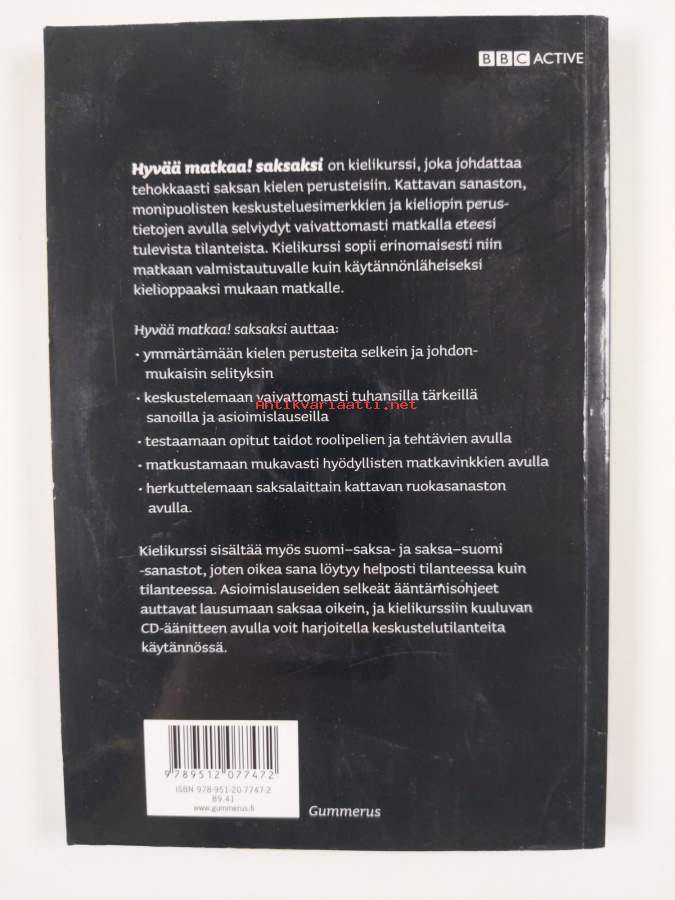 BBC ACTIVE
Hyvää matkaa! saksaksi on kielikurssi, joka johdattaa
tehokkaasti saksan kielen perusteisiin. Kattavan sanaston,
monipuolisten keskusteluesimerkkien ja kieliopin perus-
tietojen avulla selviydyt vaivattomasti matkalla eteesi
tulevista tilanteista. Kielikurssi sopii erinomaisesti niin
matkaan valmistautuvalle kuin käytännönläheiseksi
kielioppaaksi mukaan matkalle.
Hyvää matkaa! saksaksi auttaa:
• ymmärtämään kielen perusteita selkein ja johdon-
mukaisin selityksin
• keskustelemaan vaivattomasti tuhansilla tärkeillä
Antikvariaatti.net
sanoilla ja asioimislauseilla
• testaamaan opitut taidot roolipelien ja tehtävien avulla
• matkustamaan mukavasti hyödyllisten matkavinkkien avulla
• herkuttelemaan saksalaittain kattavan ruokasanaston
avulla.
Kielikurssi sisältää myös suomi–saksa- ja saksa–suomi
-sanastot, joten oikea sana löytyy helposti tilanteessa kuin
tilanteessa. Asioimislauseiden selkeät ääntämisohjeet
auttavat lausumaan saksaa oikein, ja kielikurssiin kuuluvan
CD-äänitteen avulla voit harjoitella keskustelutilanteita
käytännössä.
9 789512 077472
ISBN 978-951-20-7747-2
89.41
www.gummerus.fi
Gummerus